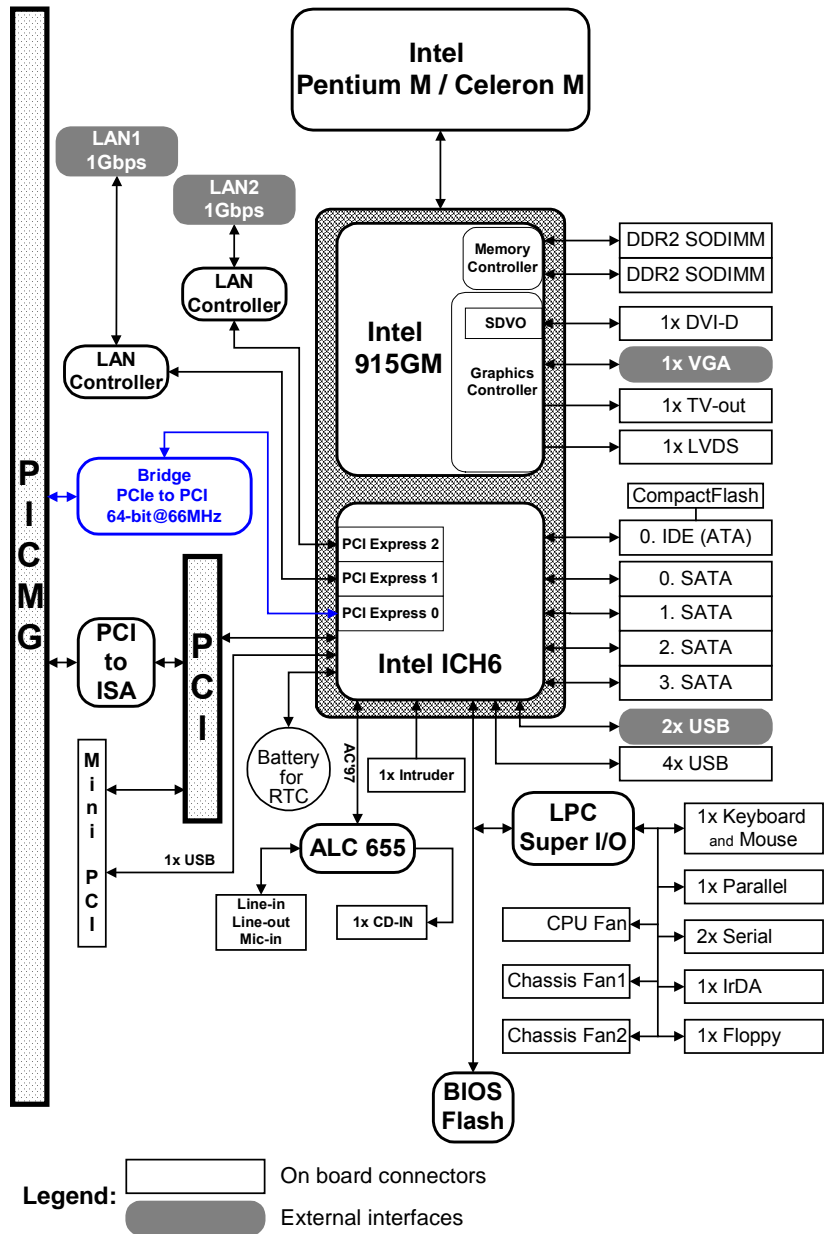 Intel
Pentium M / Celeron M
LAN1
1Gbps
LAN2
1Gbps
LAN
Controller
LAN
Controller
Intel
915GM
Memory
Controller
SDVO
Graphics
Controller
DDR2 SODIMM
DDR2 SODIMM
1x DVI-D
1x VGA
1x TV-out
1x LVDS
PICMG
Bridge
PCIe to PCI
64-bit@66MHz
PCI Express 2
PCI Express 1
PCI Express 0
Intel ICH6
CompactFlash
0. IDE (ATA)
0. SATA
1. SATA
2. SATA
3. SATA
2x USB
4x USB
PCI
to
ISA
PCI
Mini PCI
1x USB
Battery
for
RTC
AC'97
1x Intruder
ALC 655
Line-in
Line-out
Mic-in
1x CD-IN
LPC
Super I/O
1x Keyboard
and Mouse
1x Parallel
CPU Fan
2x Serial
Chassis Fan1
1x IrDA
Chassis Fan2
1x Floppy
BIOS
Flash
Legend:
On board connectors
External interfaces